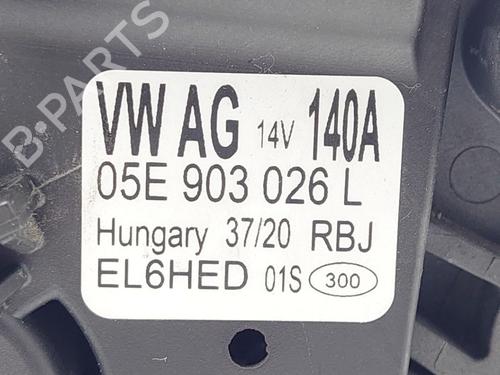 B-PARTS
VW AG 14V 140A
05E 903 026 L
Hungary 37/20 RBJ
EL6HED 01S 300